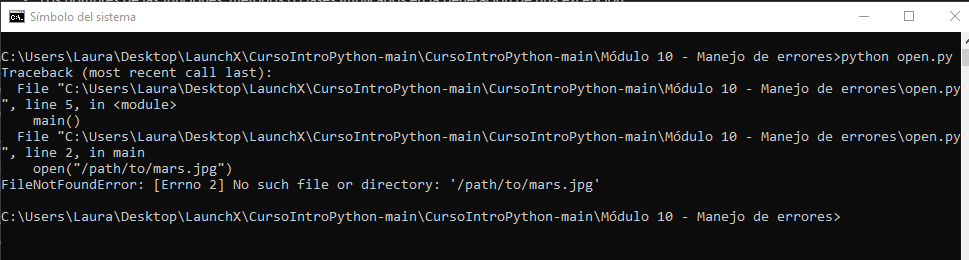 Símbolo del sistema
C:\Users\Laura\Desktop\LaunchX\CursoIntroPython-main\CursoIntroPython-main\Módulo 10 - Manejo de errores>python open.py
Traceback (most recent call last):
  File "C:\Users\Laura\Desktop\LaunchX\CursoIntroPython-main\CursoIntroPython-main\Módulo 10 - Manejo de errores\open.py
", line 5, in <module>
    main()
  File "C:\Users\Laura\Desktop\LaunchX\CursoIntroPython-main\CursoIntroPython-main\Módulo 10 - Manejo de errores\open.py
", line 2, in main
    open("/path/to/mars.jpg")
FileNotFoundError: [Errno 2] No such file or directory: '/path/to/mars.jpg'
C:\Users\Laura\Desktop\LaunchX\CursoIntroPython-main\CursoIntroPython-main\Módulo 10 - Manejo de errores>